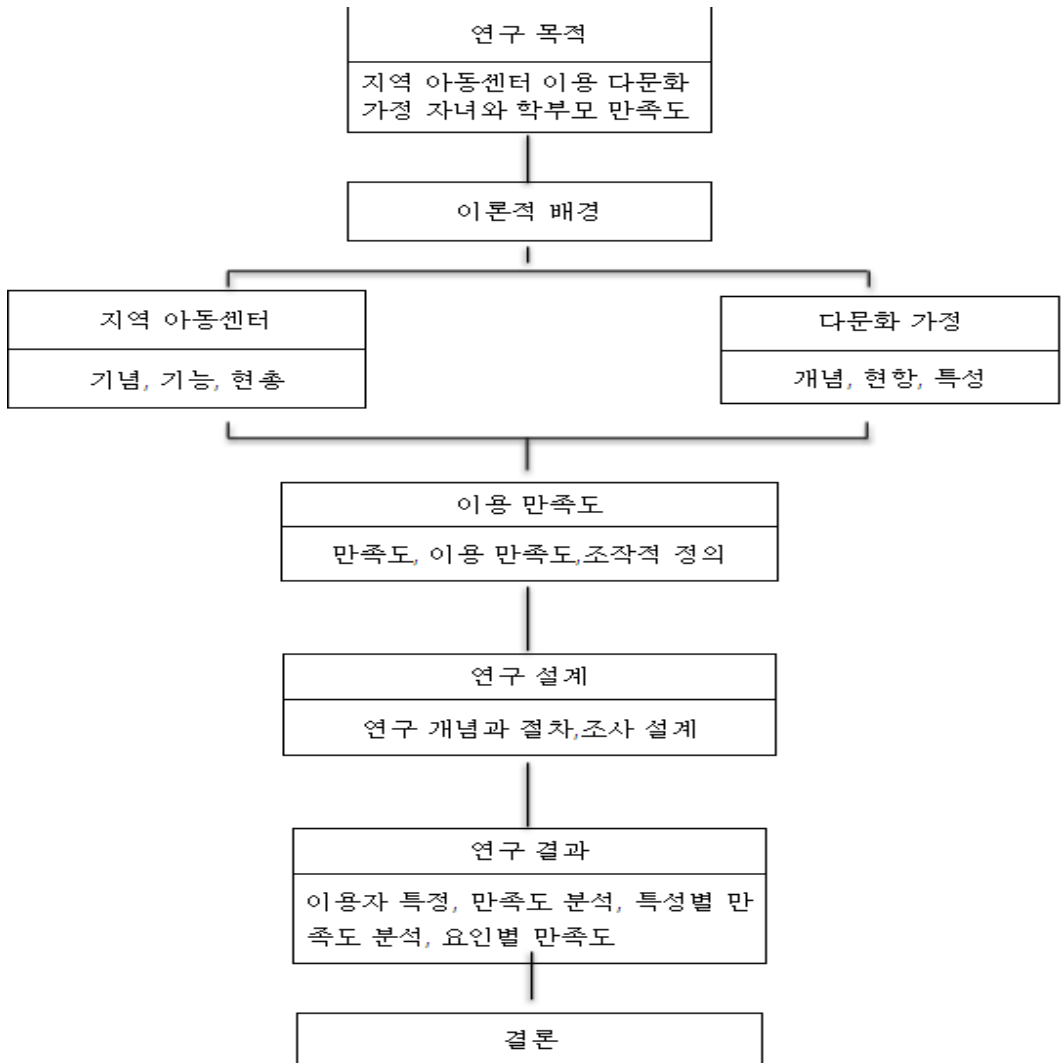 연구 목적
지역 아동센터 이용 다문화
가정 자녀와 학부모 만족도
이론적 배경
지역 아동센터
기념, 기능, 현총
다문화 가정
개념, 현항, 특성
이용 만족도
만족도, 이용 만족도,조작적 정의
연구 설계
연구 개념과 절차,조사 설계
연구 결과
이용자 특정, 만족도 분석, 특성별 만
족도 분석, 요인별 만족도
결론